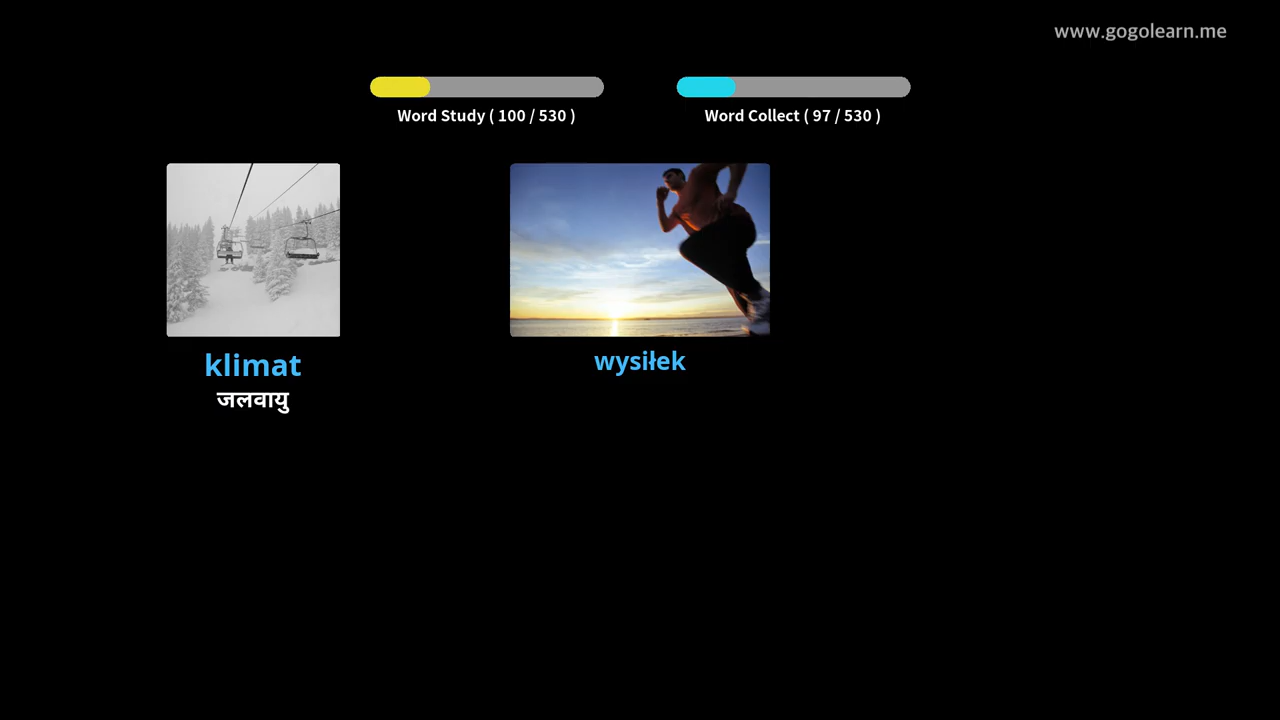 www.gogolearn.me
Word Study ( 100 / 530 )
Word Collect ( 97 / 530 )
klimat
जलवायु
wysiłek